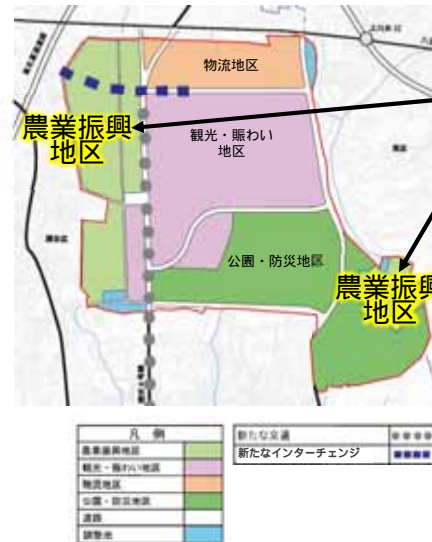 物流地区
農業振興
地区
観光・賑わい
地区
公園・防災地区
農業振興
地区
凡 例
農業振興地区
観光・賑わい地区
物流地区
公園・防災地区
道路
調整池
新たな交通
新たなインターチェンジ